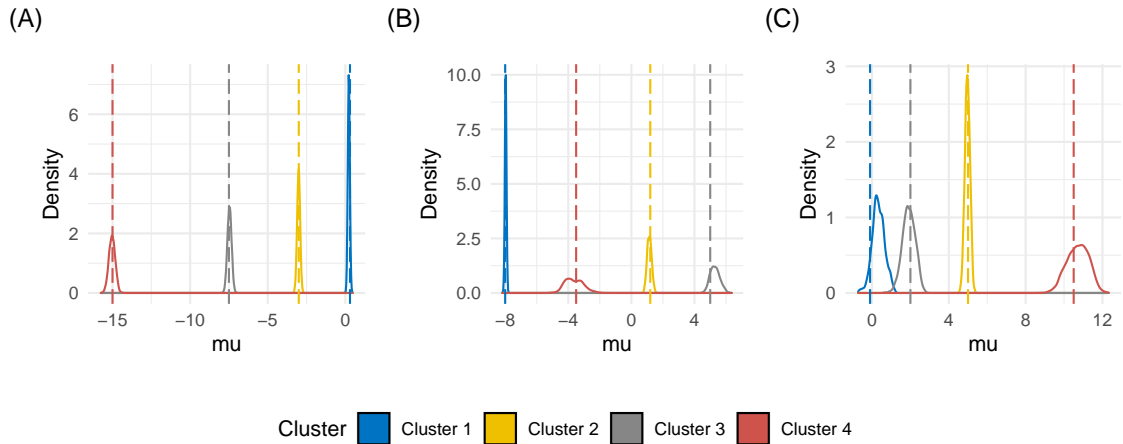 (A)
(B)
(C)
Density
0
2
4
6
−15
−10
−5
0
mu
Density
0.0
2.5
5.0
7.5
10.0
−8
−4
0
4
mu
Density
0
1
2
3
0
4
8
12
mu
Cluster
Cluster 1
Cluster 2
Cluster 3
Cluster 4